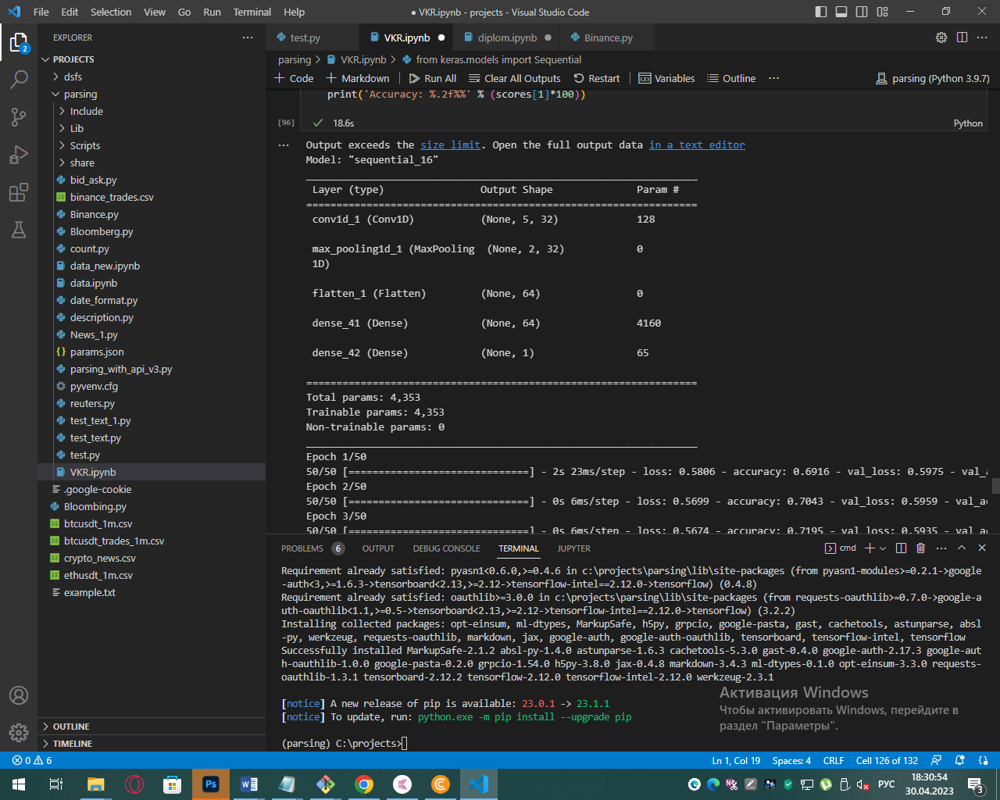 File Edit Selection View Go Run Terminal Help
● VKR.ipynb - projects - Visual Studio Code
EXPLORER
PROJECTS
dsfs
parsing
Include
Lib
Scripts
share
bid_ask.py
binance_trades.csv
Binance.py
Bloomberg.py
count.py
data_new.ipynb
data.ipynb
date_format.py
description.py
News_1.py
params.json
parsing_with_api_v3.py
pyvenv.cfg
reuters.py
test_text_1.py
test_text.py
test.py
VKR.ipynb
.google-cookie
Bloombing.py
btcusdt_1m.csv
btcusdt_trades_1m.csv
crypto_news.csv
ethusdt_1m.csv
example.txt
OUTLINE
TIMELINE
2
test.py VKR.ipynb diplom.ipynb Binance.py
parsing > VKR.ipynb > from keras.models import Sequential
+ Code + Markdown | Run All Clear All Outputs Restart | Variables Outline ... parsing (Python 3.9.7)
print('Accuracy: %.2f%%' % (scores[1]*100))
[96] 18.6s Python
Output exceeds the size limit. Open the full output data in a text editor
Model: "sequential_16"
_________________________________________________________________
Layer (type) Output Shape Param #
=================================================================
conv1d_1 (Conv1D) (None, 5, 32) 128
max_pooling1d_1 (MaxPooling (None, 2, 32) 0
1D)
flatten_1 (Flatten) (None, 64) 0
dense_41 (Dense) (None, 64) 4160
dense_42 (Dense) (None, 1) 65
=================================================================
Total params: 4,353
Trainable params: 4,353
Non-trainable params: 0
_________________________________________________________________
Epoch 1/50
50/50 [==============================] - 2s 23ms/step - loss: 0.5806 - accuracy: 0.6916 - val_loss: 0.5975 - val_a
Epoch 2/50
50/50 [==============================] - 0s 6ms/step - loss: 0.5699 - accuracy: 0.7043 - val_loss: 0.5959 - val_ac
Epoch 3/50
50/50 [==============================] - 0s 6ms/step - loss: 0.5674 - accuracy: 0.7195 - val_loss: 0.5935 - val_ac
PROBLEMS 6 OUTPUT DEBUG CONSOLE TERMINAL JUPYTER cmd
Requirement already satisfied: pyasn1<0.6.0,>=0.4.6 in c:\projects\parsing\lib\site-packages (from pyasn1-modules>=0.2.1->google
-auth<3,>=1.6.3->tensorboard<2.13,>=2.12->tensorflow-intel==2.12.0->tensorflow) (0.4.8)
Requirement already satisfied: oauthlib>=3.0.0 in c:\projects\parsing\lib\site-packages (from requests-oauthlib>=0.7.0->google-a
uth-oauthlib<1.1,>=0.5->tensorboard<2.13,>=2.12->tensorflow-intel==2.12.0->tensorflow) (3.2.2)
Installing collected packages: opt-einsum, ml-dtypes, MarkupSafe, h5py, grpcio, google-pasta, gast, cachetools, astunparse, absl
-py, werkzeug, requests-oauthlib, markdown, jax, google-auth, google-auth-oauthlib, tensorboard, tensorflow-intel, tensorflow
Successfully installed MarkupSafe-2.1.2 absl-py-1.4.0 astunparse-1.6.3 cachetools-5.3.0 gast-0.4.0 google-auth-2.17.3 google-aut
h-oauthlib-1.0.0 google-pasta-0.2.0 grpcio-1.54.0 h5py-3.8.0 jax-0.4.8 markdown-3.4.3 ml-dtypes-0.1.0 opt-einsum-3.3.0 requests-
oauthlib-1.3.1 tensorboard-2.12.2 tensorflow-2.12.0 tensorflow-intel-2.12.0 werkzeug-2.3.1
[notice] A new release of pip is available: 23.0.1 -> 23.1.1
[notice] To update, run: python.exe -m pip install --upgrade pip
(parsing) C:\projects>
Активация Windows
Чтобы активировать Windows, перейдите в
раздел "Параметры".
0 6 Ln 1, Col 19 Spaces: 4 CRLF Cell 126 of 132
Ps W РУС 18:30:54
30.04.2023
3